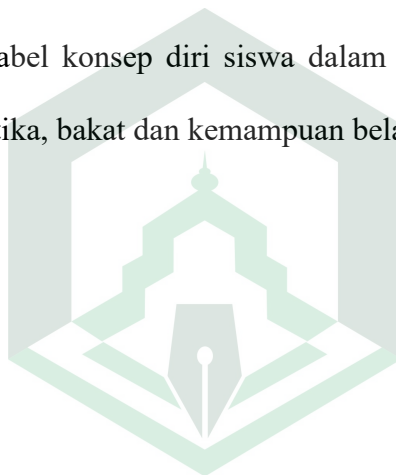 abel konsep diri siswa dalam
tika, bakat dan kemampuan bela